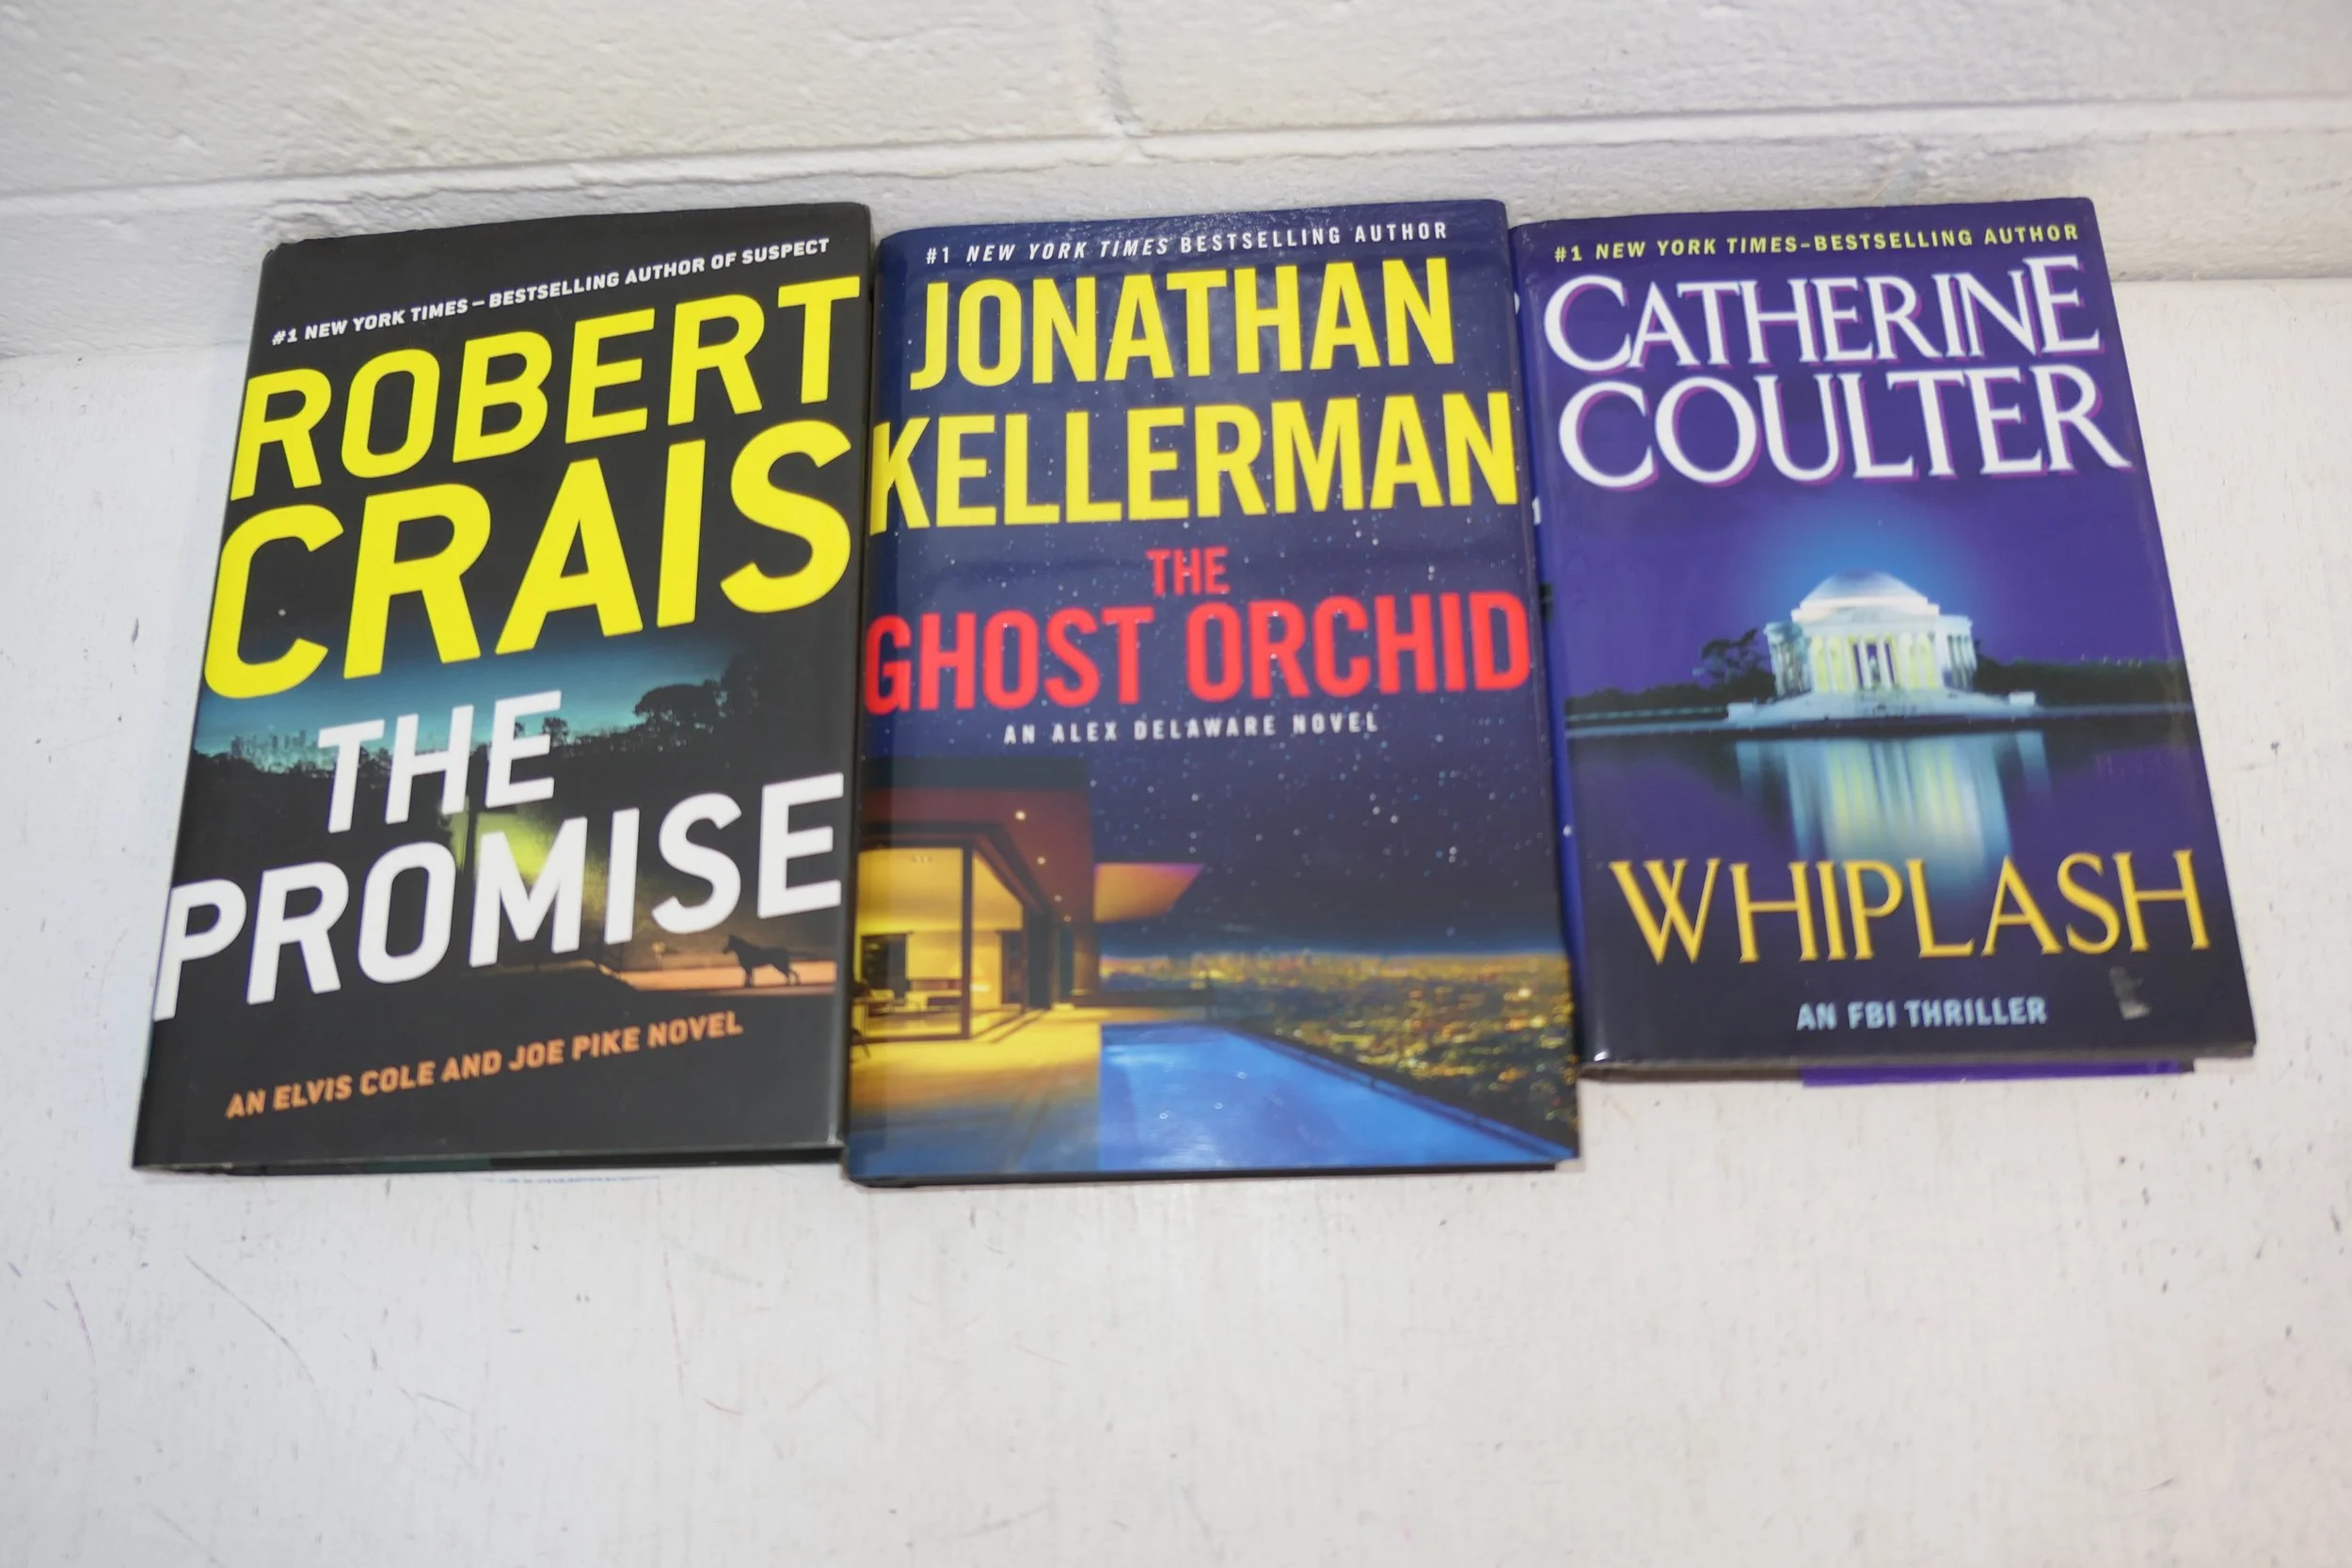 #1 NEW YORK TIMES – BESTSELLING AUTHOR OF SUSPECT
ROBERT
CRAIS
THE
PROMISE
AN ELVIS COLE AND JOE PIKE NOVEL
#1 NEW YORK TIMES BESTSELLING AUTHOR
JONATHAN
KELLERMAN
THE
GHOST ORCHID
AN ALEX DELAWARE NOVEL
#1 NEW YORK TIMES–BESTSELLING AUTHOR
CATHERINE
COULTER
WHIPLASH
AN FBI THRILLER